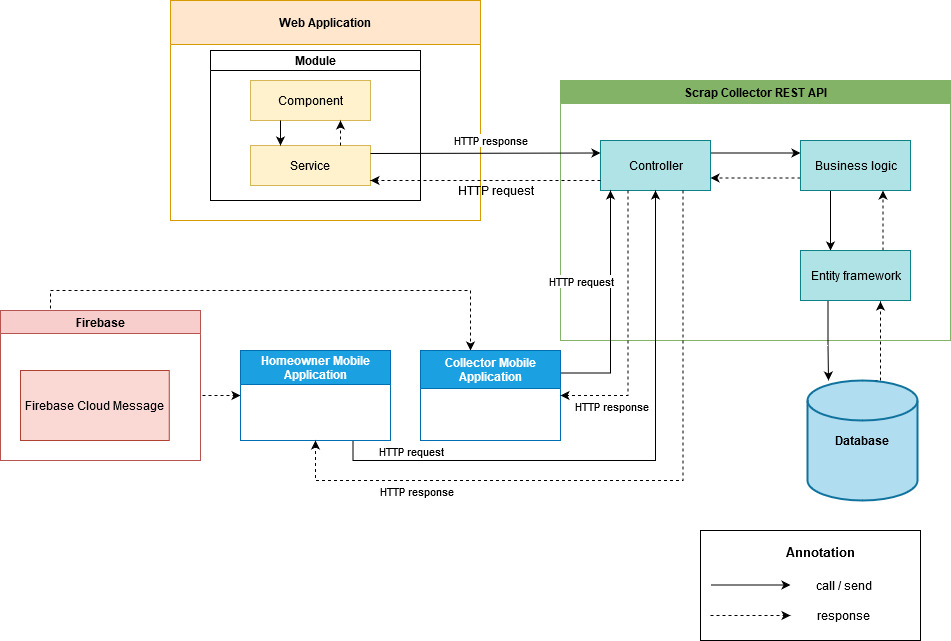 Web Application
Module
Component
Service
HTTP response
HTTP request
Scrap Collector REST API
Controller
Business logic
Entity framework
HTTP request
Firebase
Firebase Cloud Message
Homeowner Mobile
Application
Collector Mobile
Application
HTTP response
HTTP request
HTTP response
Database
Annotation
call / send
response